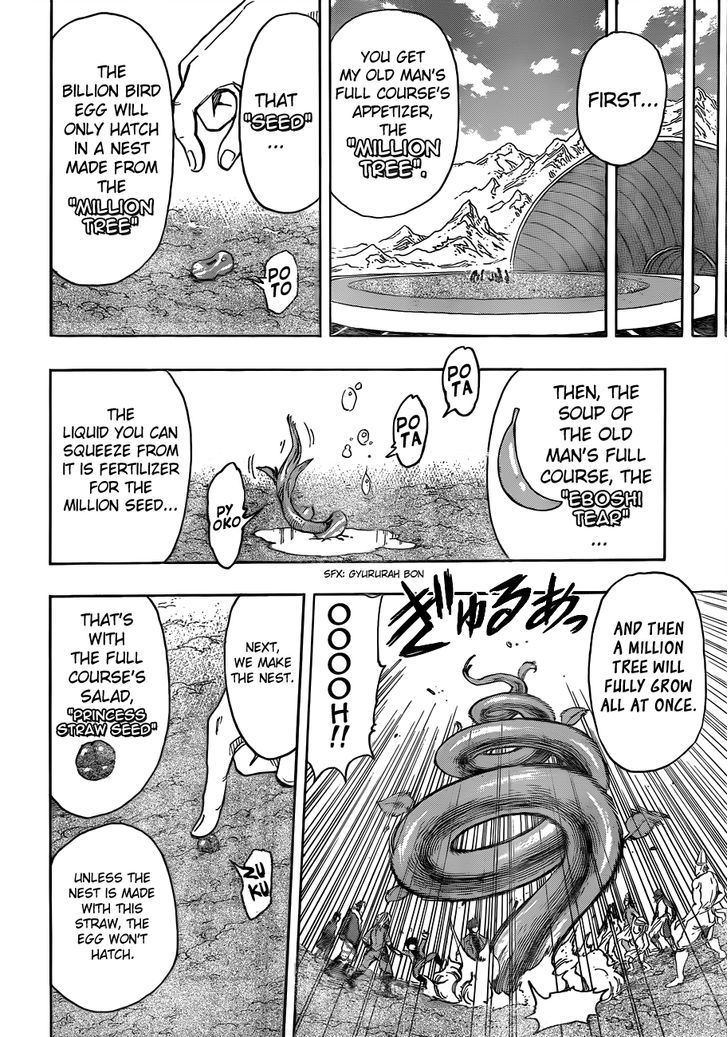 FIRST...
YOU GET
MY OLD MAN'S
FULL COURSE'S
APPETIZER,
THE
"MILLION
TREE".
THAT
"SEED"
...
THE
BILLION BIRD
EGG WILL
ONLY HATCH
IN A NEST
MADE FROM
THE
"MILLION
TREE"
PO
TO
THEN, THE
SOUP OF
THE OLD
MAN'S FULL
COURSE, THE
"EBOSHI
TEAR"
...
PO
TA
PO
TA
PY
OKO
THE
LIQUID YOU CAN
SQUEEZE FROM
IT IS FERTILIZER
FOR THE
MILLION SEED...
SFX: GYURURAH BON
AND THEN
A MILLION
TREE WILL
FULLY GROW
ALL AT ONCE.
ぎゅるあっ
OOOOH!!
NEXT,
WE MAKE
THE NEST.
THAT'S
WITH
THE FULL
COURSE'S
SALAD,
"PRINCESS
STRAW SEED"
UNLESS THE
NEST IS MADE
WITH THIS
STRAW, THE
EGG WON'T
HATCH.